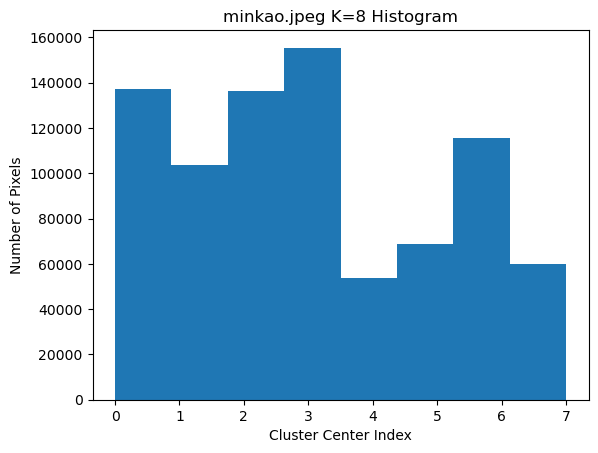 minkao.jpeg K=8 Histogram
160000
140000
120000
100000
80000
60000
40000
20000
0
Number of Pixels
0 1 2 3 4 5 6 7
Cluster Center Index